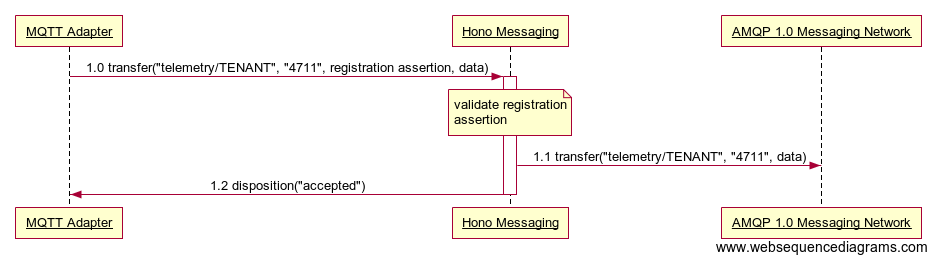 MQTT Adapter
Hono Messaging
AMQP 1.0 Messaging Network
1.0 transfer("telemetry/TENANT", "4711", registration assertion, data)
validate registration
assertion
1.1 transfer("telemetry/TENANT", "4711", data)
1.2 disposition("accepted")
MQTT Adapter
Hono Messaging
AMQP 1.0 Messaging Network
www.websequencediagrams.com